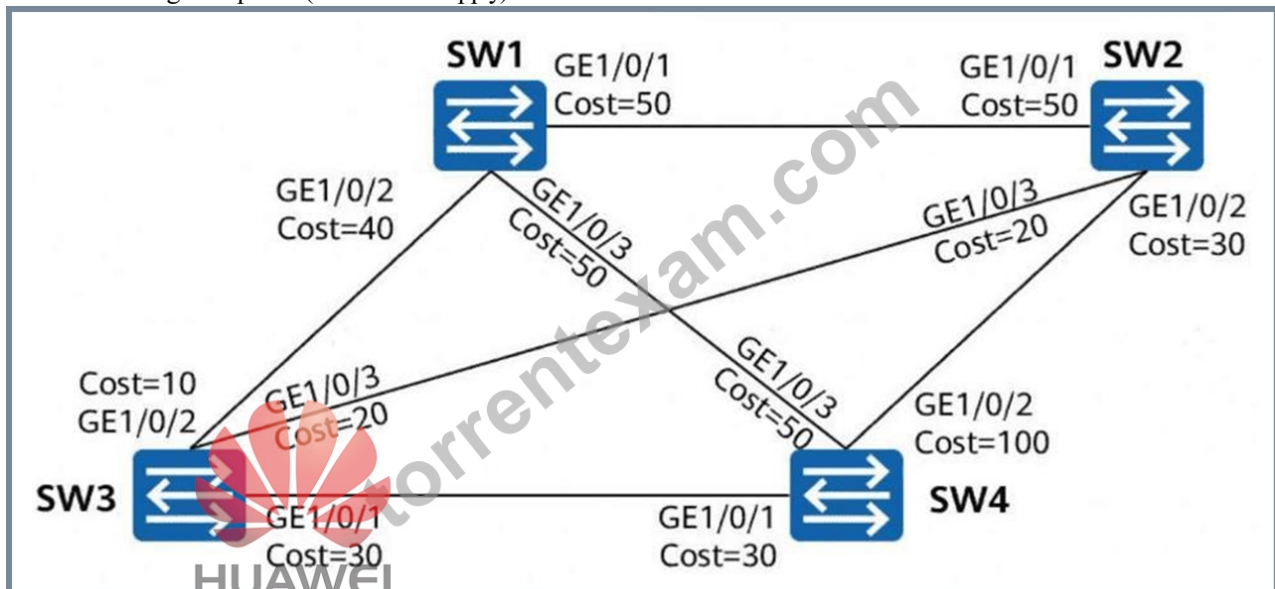 SW1
GE1/0/1
Cost=50
GE1/0/1
Cost=50
SW2
GE1/0/2
Cost=40
GE1/0/3
Cost=50
GE1/0/3
Cost=20
GE1/0/2
Cost=30
Cost=10
GE1/0/2
GE1/0/3
Cost=20
GE1/0/3
Cost=50
GE1/0/2
Cost=100
SW3
GE1/0/1
Cost=30
GE1/0/1
Cost=30
SW4
HUAWEI
torrentexam.com